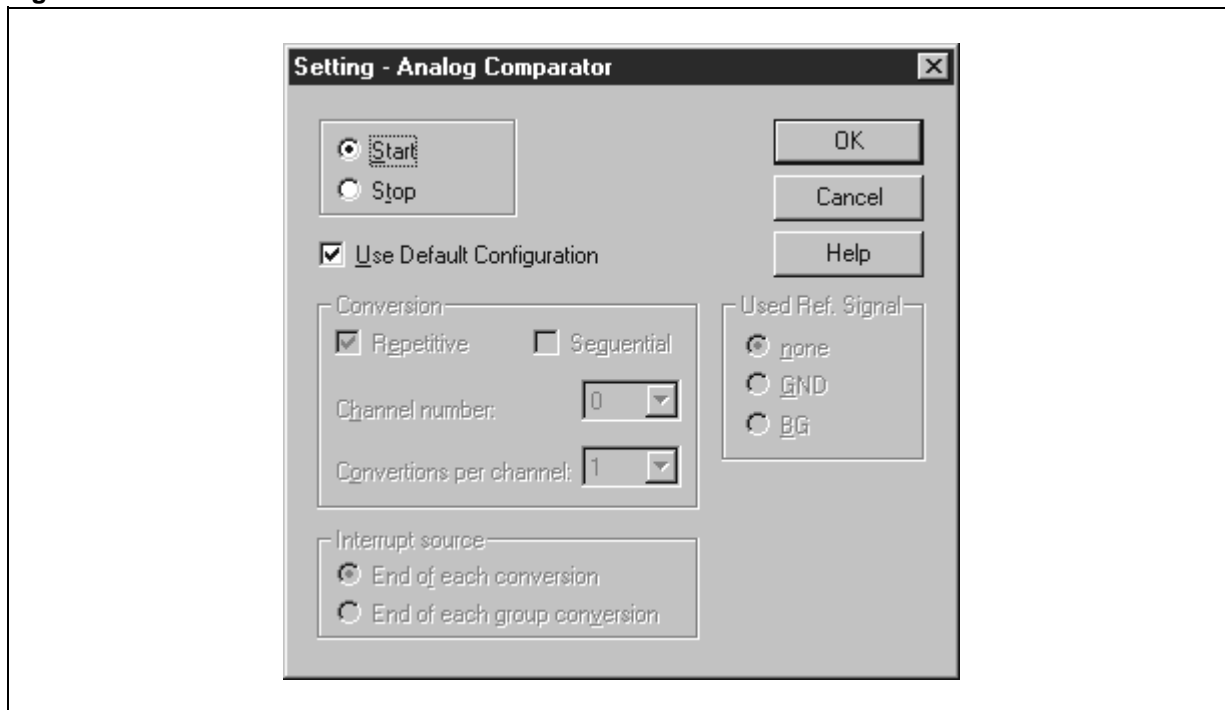 Setting - Analog Comparator
Start
Stop
OK
Cancel
Help
Use Default Configuration
Conversion
Repetitive
Sequential
Channel number:
0
Convertions per channel:
1
Used Ref. Signal
none
GND
BG
Interrupt source
End of each conversion
End of each group conversion